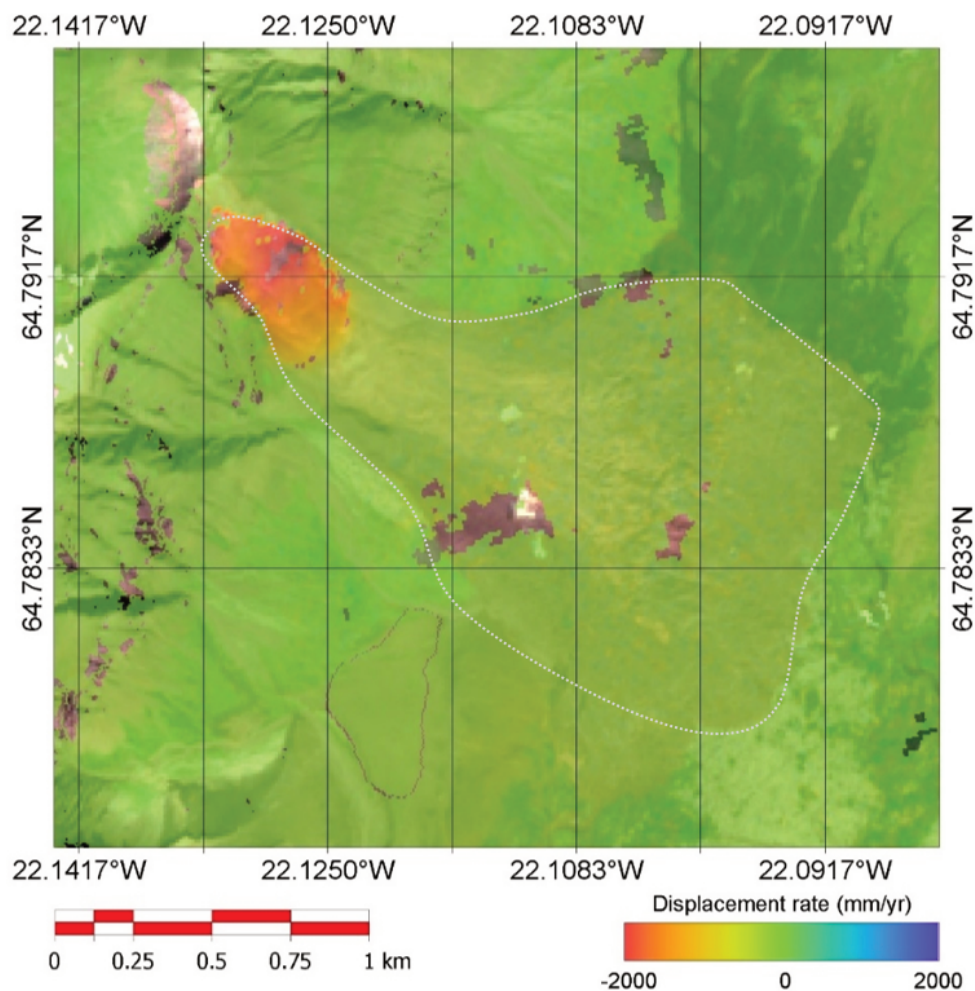 22.1417°W 22.1250°W 22.1083°W 22.0917°W
64.7917°N 64.7917°N
64.7833°N 64.7833°N
22.1417°W 22.1250°W 22.1083°W 22.0917°W
Displacement rate (mm/yr)
0 0.25 0.5 0.75 1 km
-2000 0 2000